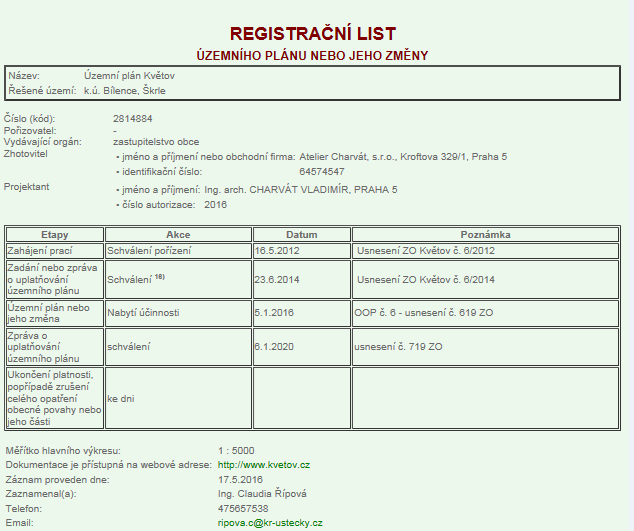 REGISTRAČNÍ LIST
ÚZEMNÍHO PLÁNU NEBO JEHO ZMĚNY
Název: Územní plán Květov
Řešené území: k.ú. Bílence, Škrle
Číslo (kód): 2814884
Pořizovatel: -
Vydávající orgán: zastupitelstvo obce
Zhotovitel • jméno a příjmení nebo obchodní firma: Atelier Charvát, s.r.o., Kroftova 329/1, Praha 5
• identifikační číslo: 64574547
Projektant • jméno a příjmení: Ing. arch. CHARVÁT VLADIMÍR, PRAHA 5
• číslo autorizace: 2016
Etapy Akce Datum Poznámka
Zahájení prací Schválení pořízení 16.5.2012 Usnesení ZO Květov č. 6/2012
Zadání nebo zpráva
o uplatňování Schválení 16) 23.6.2014 Usnesení ZO Květov č. 6/2014
územního plánu
Územní plán nebo
jeho změna Nabytí účinnosti 5.1.2016 OOP č. 6 - usnesení č. 619 ZO
Zpráva o
uplatňování schválení 6.1.2020 usnesení č. 719 ZO
územního plánu
Ukončení platnosti,
popřípadě zrušení
celého opatření ke dni
obecné povahy nebo
jeho části
Měřítko hlavního výkresu: 1 : 5000
Dokumentace je přístupná na webové adrese: http://www.kvetov.cz
Záznam proveden dne: 17.5.2016
Zaznamenal(a): Ing. Claudia Řípová
Telefon: 475657538
Email: ripova.c@kr-ustecky.cz